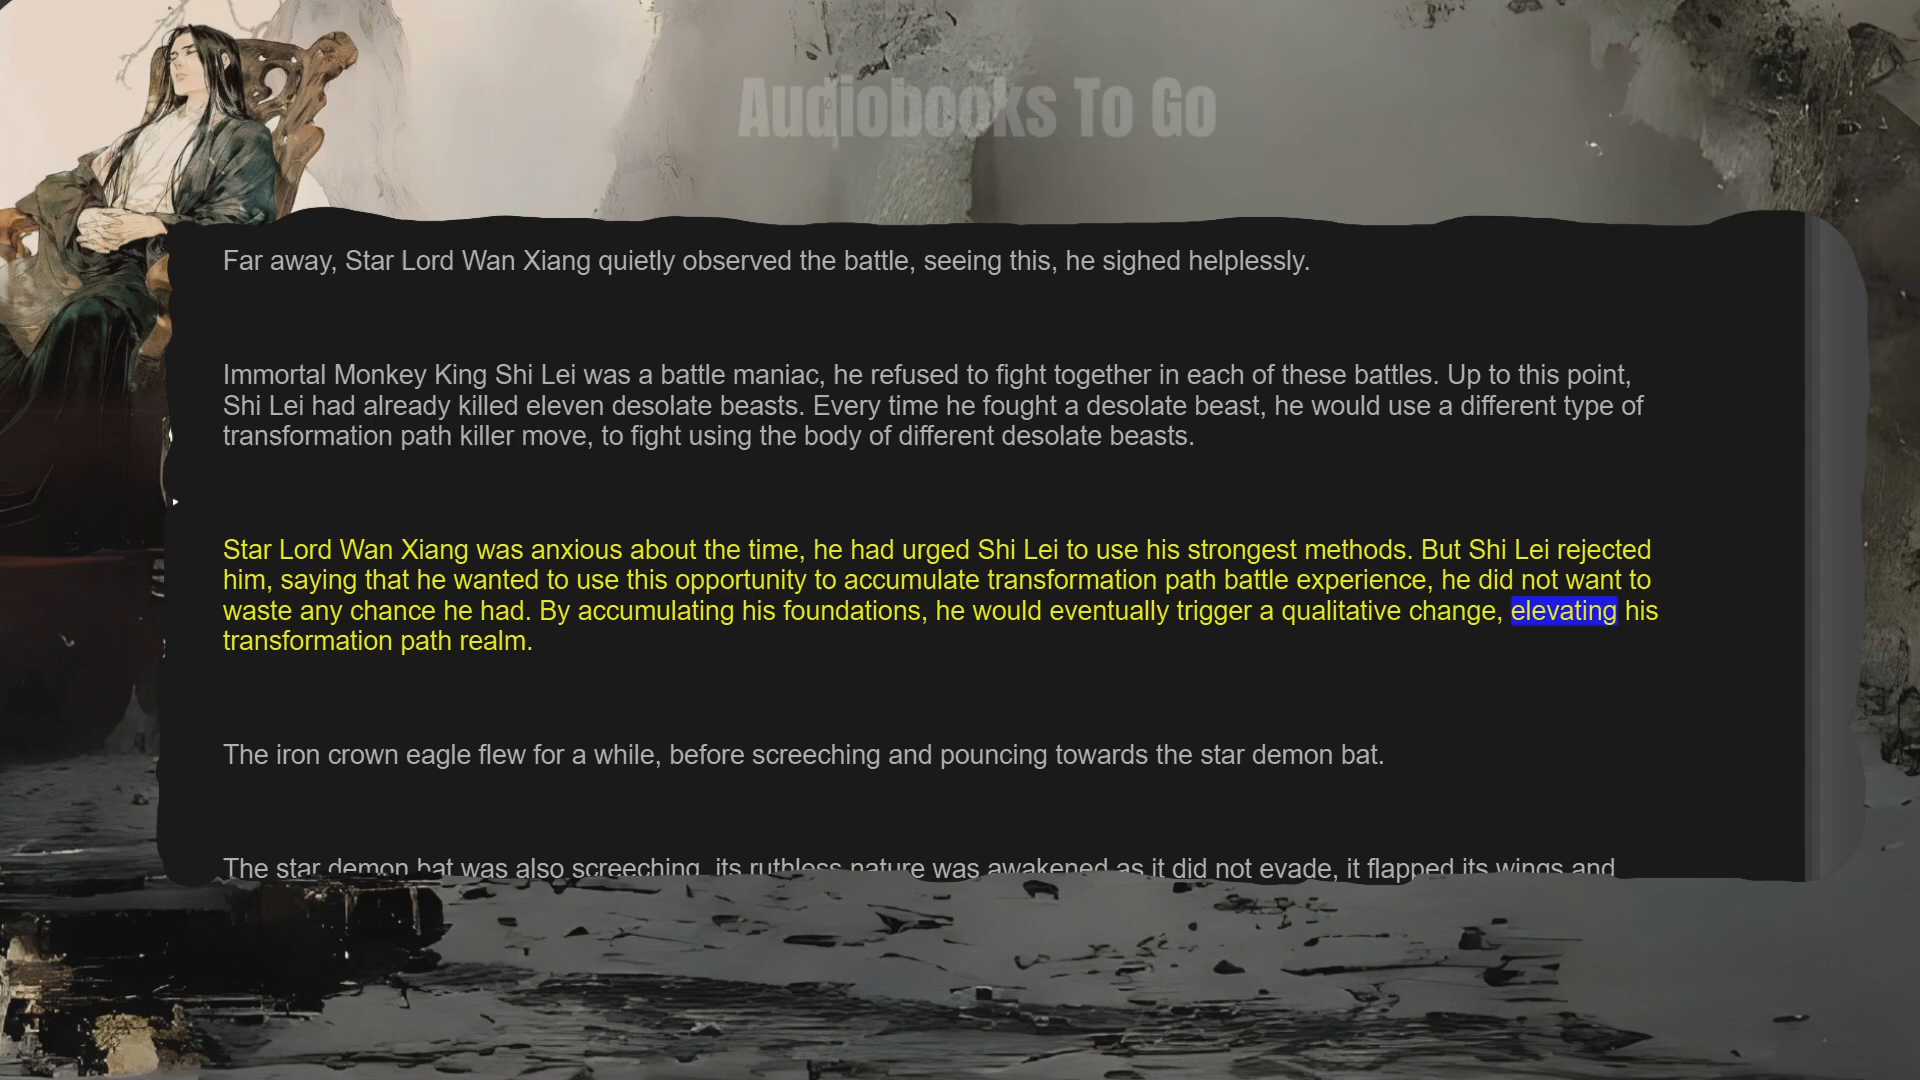 Audiobooks To Go
Far away, Star Lord Wan Xiang quietly observed the battle, seeing this, he sighed helplessly.
Immortal Monkey King Shi Lei was a battle maniac, he refused to fight together in each of these battles. Up to this point,
Shi Lei had already killed eleven desolate beasts. Every time he fought a desolate beast, he would use a different type of
transformation path killer move, to fight using the body of different desolate beasts.
Star Lord Wan Xiang was anxious about the time, he had urged Shi Lei to use his strongest methods. But Shi Lei rejected
him, saying that he wanted to use this opportunity to accumulate transformation path battle experience, he did not want to
waste any chance he had. By accumulating his foundations, he would eventually trigger a qualitative change, elevating his
transformation path realm.
The iron crown eagle flew for a while, before screeching and pouncing towards the star demon bat.
The star demon bat was also screeching, its ruthless nature was awakened as it did not evade, it flapped its wings and